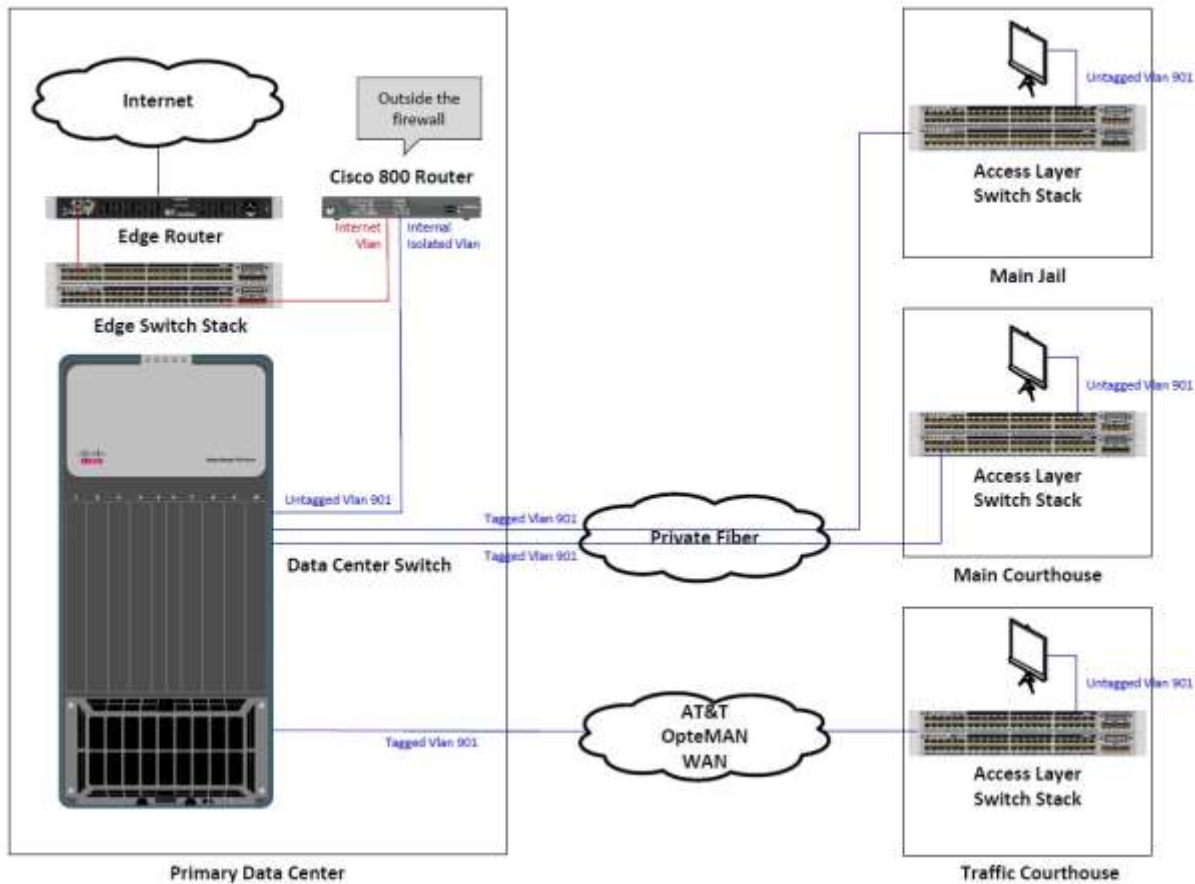 Internet
Outside the
firewall
Cisco 800 Router
Edge Router
Internet
Vlan
Internal
Isolated Vlan
Edge Switch Stack
Untagged Vlan 901
Data Center Switch
Tagged Vlan 901
Tagged Vlan 901
Private Fiber
Tagged Vlan 901
AT&T
OpteMAN
WAN
Primary Data Center
Untagged Vlan 901
Access Layer
Switch Stack
Main Jail
Untagged Vlan 901
Access Layer
Switch Stack
Main Courthouse
Untagged Vlan 901
Access Layer
Switch Stack
Traffic Courthouse